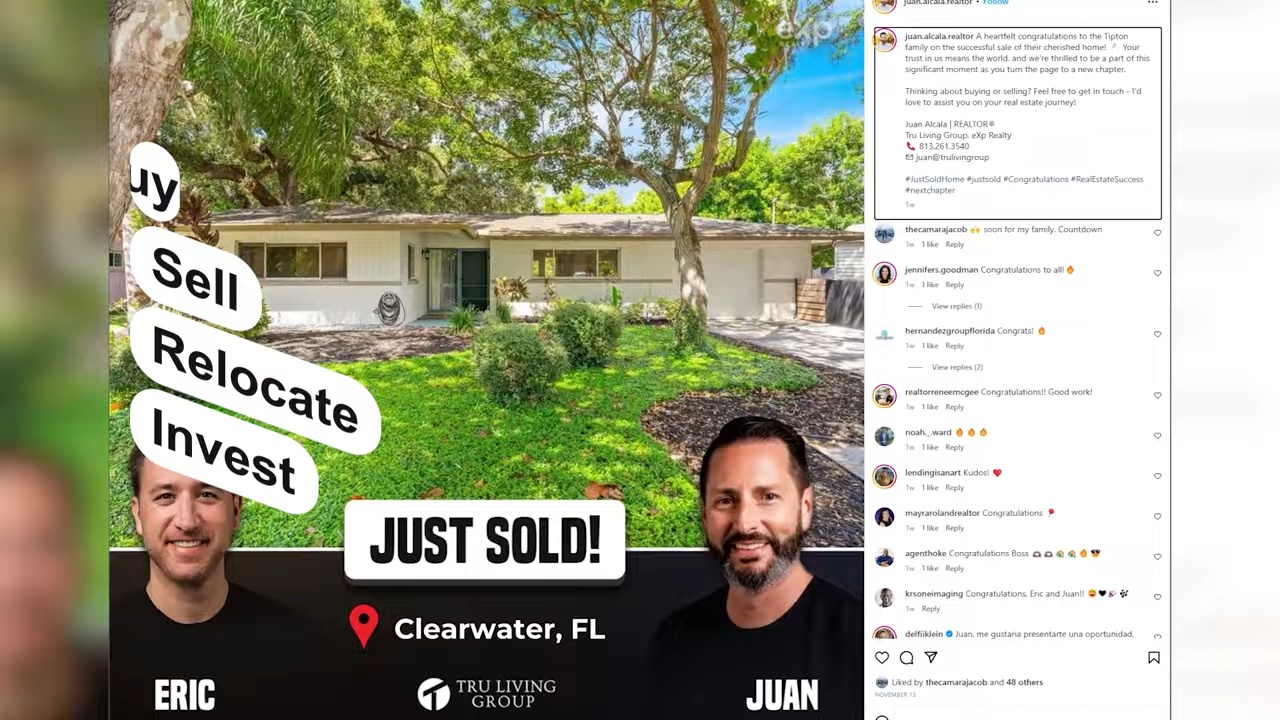 exp
uy
Sell
Relocate
Invest
JUST SOLD!
Clearwater, FL
ERIC
TRU LIVING
GROUP
JUAN
juan.alcala.realtor • Follow
juan.alcala.realtor A heartfelt congratulations to the Tipton
family on the successful sale of their cherished home! Your
trust in us means the world, and we're thrilled to be a part of this
significant moment as you turn the page to a new chapter.
Thinking about buying or selling? Feel free to get in touch - I'd
love to assist you on your real estate journey!
Juan Alcala | REALTOR®
Tru Living Group, eXp Realty
📞 813.261.3540
✉ juan@trulivingroup
#JustSoldHome #justsold #Congratulations #RealEstateSuccess
#nextchapter
1w
thecamarajacob 🙌 soon for my family. Countdown
1w 1 like Reply
jennifers.goodman Congratulations to all! 🔥
1w 1 like Reply
View replies (1)
hernandezgroupflorida Congrats! 🔥
1w 1 like Reply
View replies (2)
realtorreneemcgee Congratulations!! Good work!
1w 1 like Reply
noah._.ward 🔥 🔥 🔥
1w 1 like Reply
lendingisanart Kudos! ❤️
1w 1 like Reply
mayrarolandrealtor Congratulations 🎈
1w 1 like Reply
agenthoke Congratulations Boss
1w 1 like Reply
krsoneimaging Congratulations, Eric and Juan!!
1w Reply
delfiiklein Juan, me gustaria presentarte una oportunidad,
Liked by thecamarajacob and 48 others
NOVEMBER 13